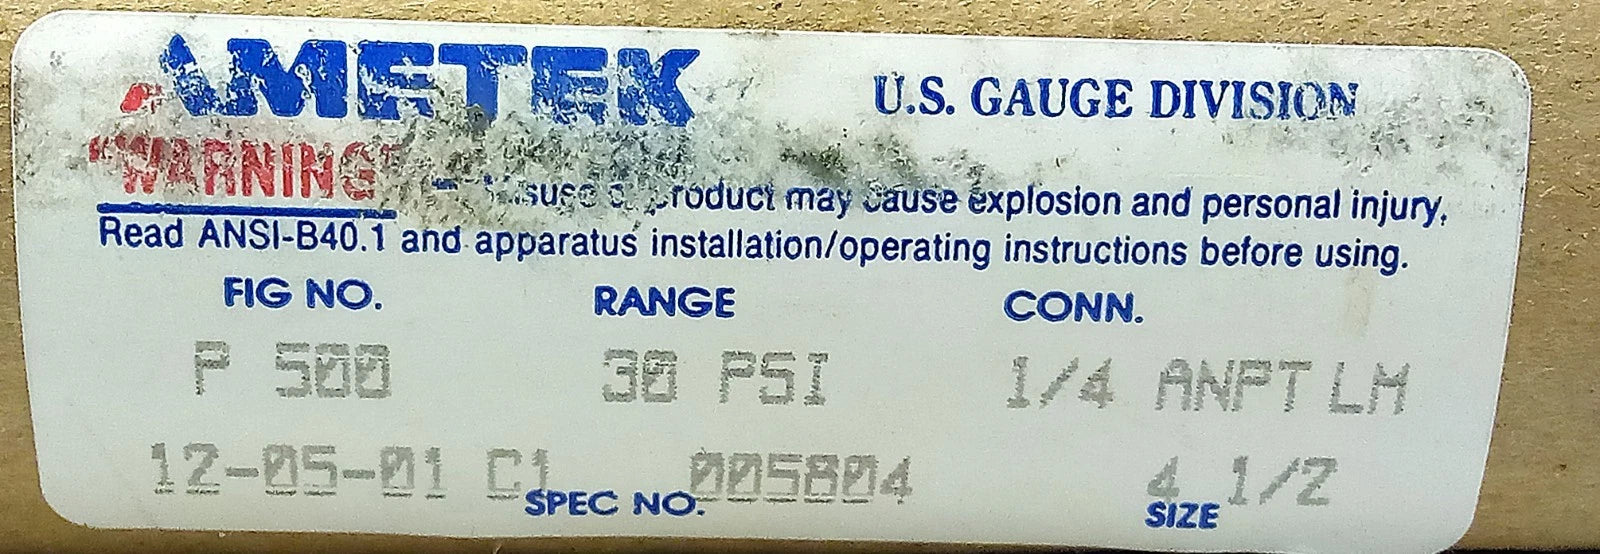 AMETEK
U.S. GAUGE DIVISION
"WARNING" product may cause explosion and personal injury.
Read ANSI-B40.1 and apparatus installation/operating instructions before using.
FIG NO. RANGE CONN.
P 500 30 PSI 1/4 ANPT LM
12-05-01 C1 005804 4 1/2
SPEC NO. SIZE